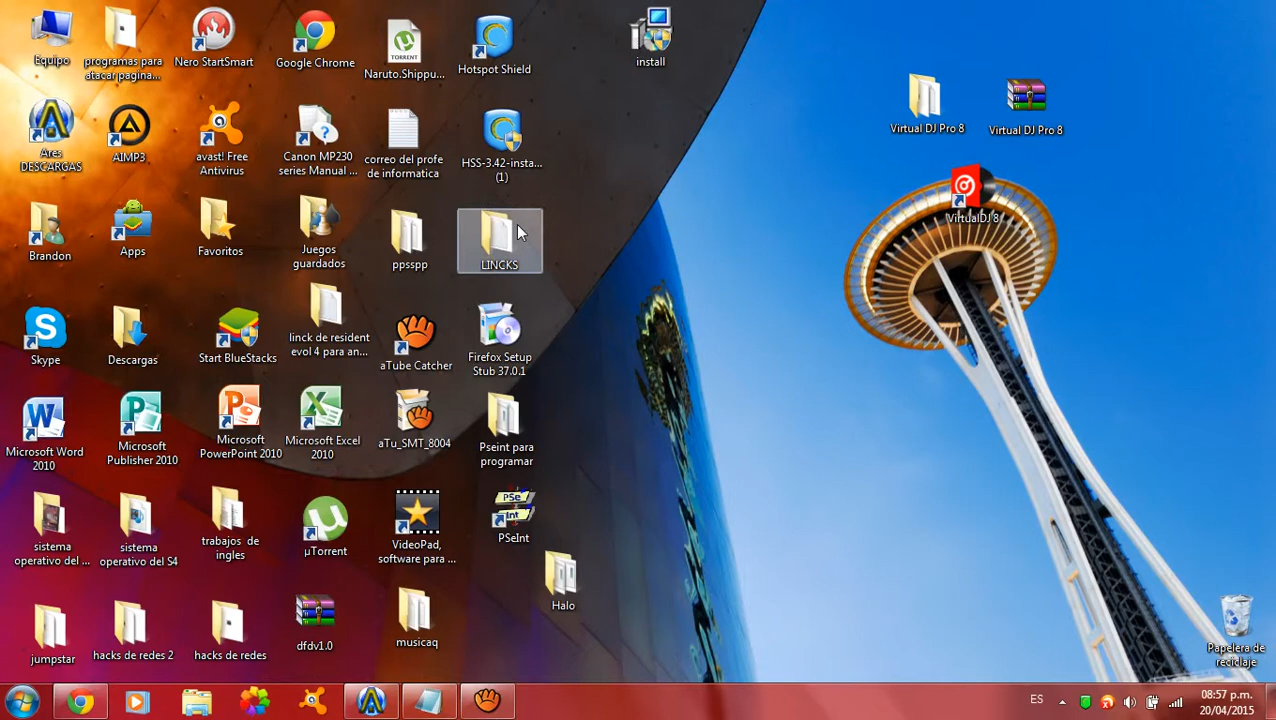 Equipo
programas para
atacar pagina...
Nero StartSmart
Google Chrome
TORRENT
Naruto.Shippu...
Hotspot Shield
install
Ares
DESCARGAS
AIMP3
avast! Free
Antivirus
Canon MP230
series Manual ...
correo del profe
de informatica
HSS-3.42-insta...
(1)
Virtual DJ Pro 8
Virtual DJ Pro 8
VirtualDJ 8
Brandon
Apps
Favoritos
Juegos
guardados
ppsspp
LINCKS
Skype
Descargas
Start BlueStacks
linck de resident
evol 4 para an...
aTube Catcher
Firefox Setup
Stub 37.0.1
Microsoft Word
2010
Microsoft
Publisher 2010
Microsoft
PowerPoint 2010
Microsoft Excel
2010
aTu_SMT_8004
Pseint para
programar
sistema
operativo del ...
sistema
operativo del S4
trabajos de
ingles
µTorrent
VideoPad,
software para ...
PSe
Int
PSeInt
Halo
jumpstar
hacks de redes 2
hacks de redes
dfdv1.0
musicaq
Papelera de
reciclaje
ES
08:57 p.m.
20/04/2015